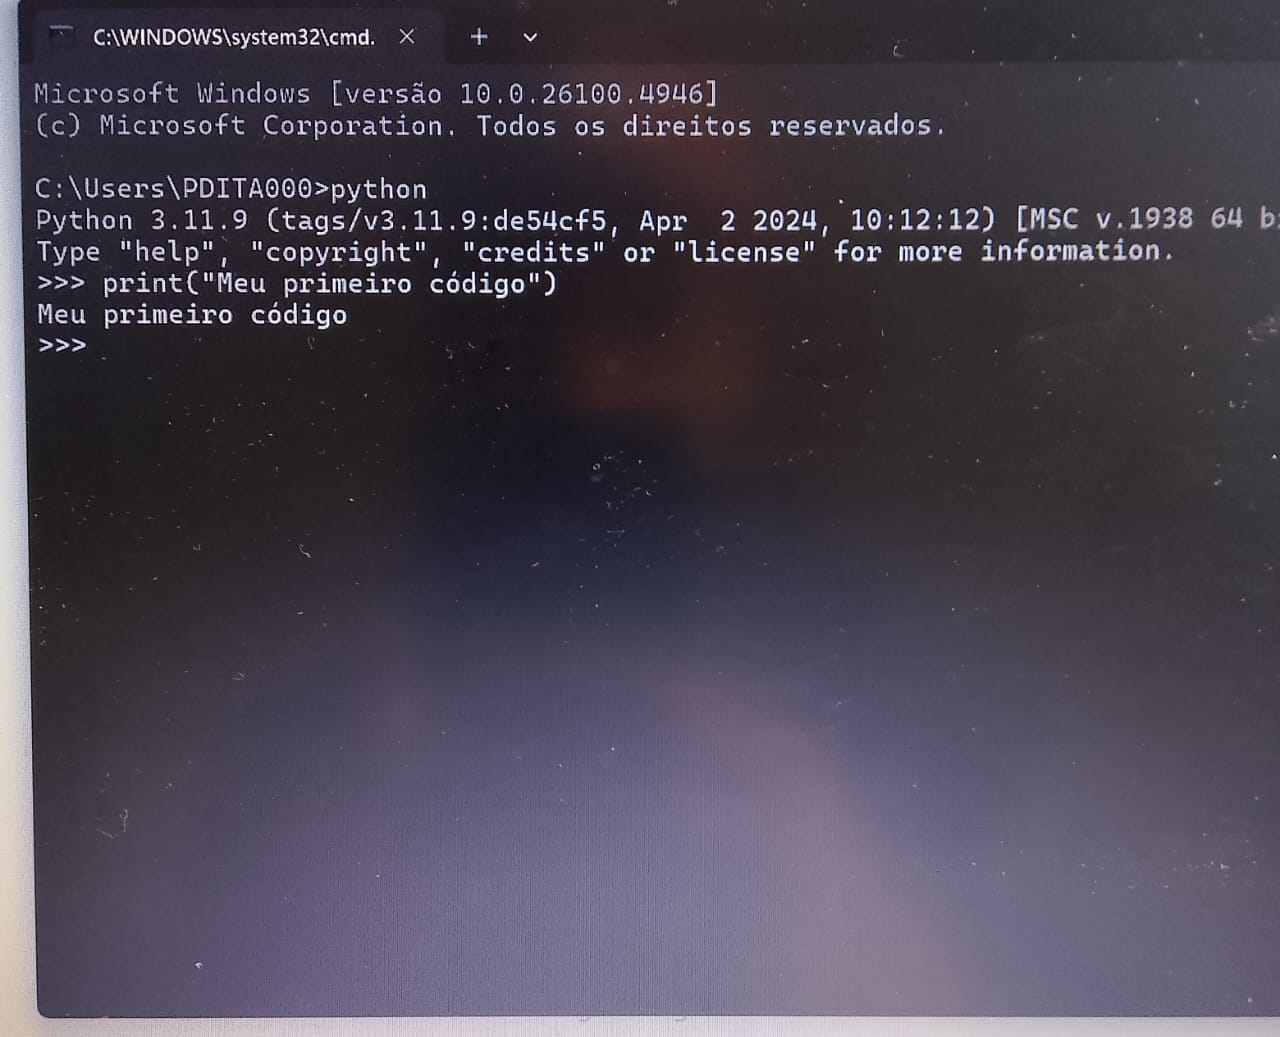 C:\WINDOWS\system32\cmd.
Microsoft Windows [versão 10.0.26100.4946]
(c) Microsoft Corporation. Todos os direitos reservados.
C:\Users\PDITA000>python
Python 3.11.9 (tags/v3.11.9:de54cf5, Apr  2 2024, 10:12:12) [MSC v.1938 64
Type "help", "copyright", "credits" or "license" for more information.
>>> print("Meu primeiro código")
Meu primeiro código
>>>